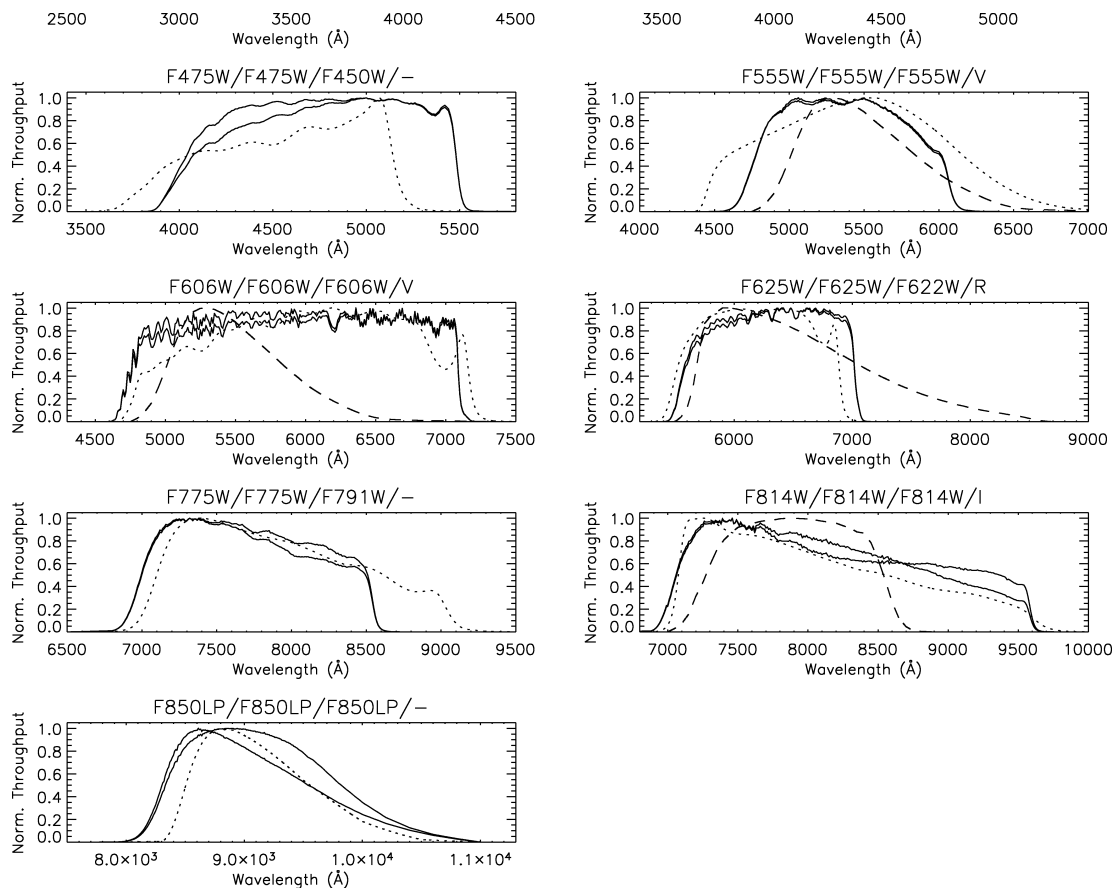 2500 3000 3500 4000 4500
Wavelength (Å)
3500 4000 4500 5000
Wavelength (Å)
F475W/F475W/F450W/–
Norm. Throughput
1.0
0.8
0.6
0.4
0.2
0.0
3500 4000 4500 5000 5500
Wavelength (Å)
F555W/F555W/F555W/V
Norm. Throughput
1.0
0.8
0.6
0.4
0.2
0.0
4000 4500 5000 5500 6000 6500 7000
Wavelength (Å)
F606W/F606W/F606W/V
Norm. Throughput
1.0
0.8
0.6
0.4
0.2
0.0
4500 5000 5500 6000 6500 7000 7500
Wavelength (Å)
F625W/F625W/F622W/R
Norm. Throughput
1.0
0.8
0.6
0.4
0.2
0.0
6000 7000 8000 9000
Wavelength (Å)
F775W/F775W/F791W/–
Norm. Throughput
1.0
0.8
0.6
0.4
0.2
0.0
6500 7000 7500 8000 8500 9000 9500
Wavelength (Å)
F814W/F814W/F814W/I
Norm. Throughput
1.0
0.8
0.6
0.4
0.2
0.0
7000 7500 8000 8500 9000 9500 10000
Wavelength (Å)
F850LP/F850LP/F850LP/–
Norm. Throughput
1.0
0.8
0.6
0.4
0.2
0.0
8.0×10³ 9.0×10³ 1.0×10⁴ 1.1×10⁴
Wavelength (Å)